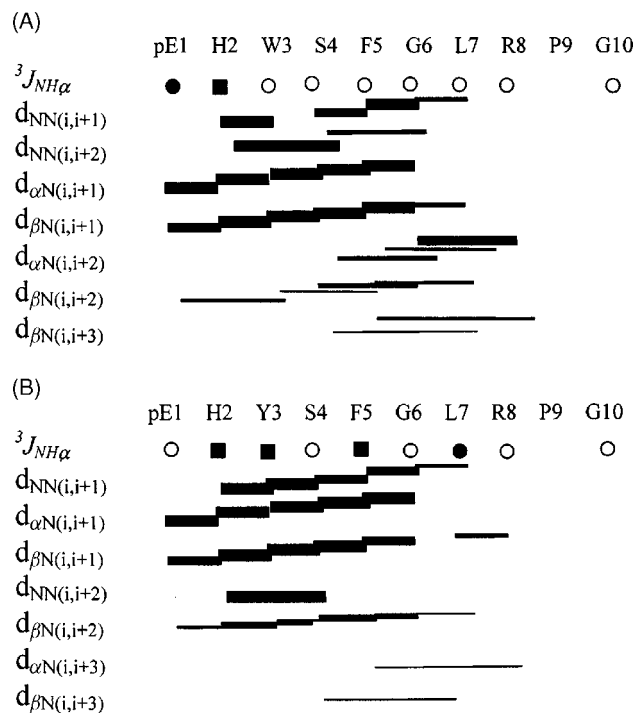 (A)
pE1 H2 W3 S4 F5 G6 L7 R8 P9 G10
³J_NHα
d_NN(i,i+1)
d_NN(i,i+2)
d_αN(i,i+1)
d_βN(i,i+1)
d_αN(i,i+2)
d_βN(i,i+2)
d_βN(i,i+3)
(B)
pE1 H2 Y3 S4 F5 G6 L7 R8 P9 G10
³J_NHα
d_NN(i,i+1)
d_αN(i,i+1)
d_βN(i,i+1)
d_NN(i,i+2)
d_βN(i,i+2)
d_αN(i,i+3)
d_βN(i,i+3)